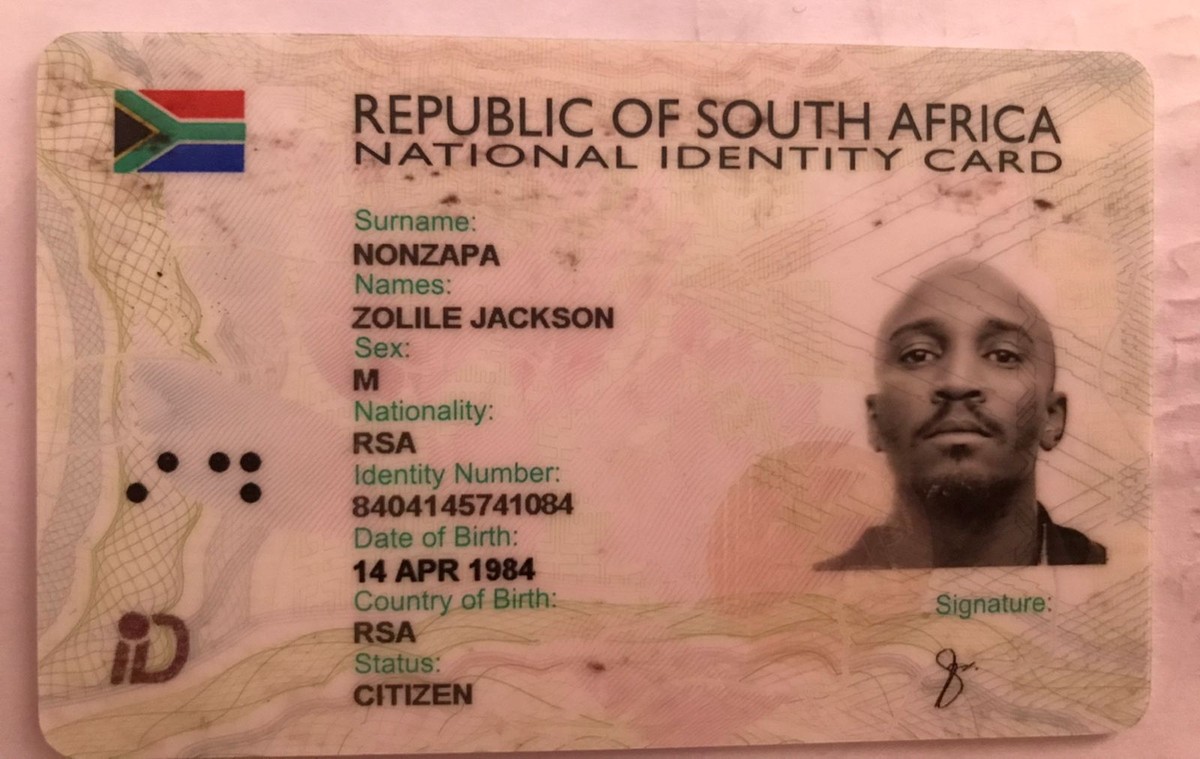 REPUBLIC OF SOUTH AFRICA
NATIONAL IDENTITY CARD
Surname:
NONZAPA
Names:
ZOLILE JACKSON
Sex:
M
Nationality:
RSA
Identity Number:
8404145741084
Date of Birth:
14 APR 1984
Country of Birth:
RSA
Status:
CITIZEN
Signature:
iD